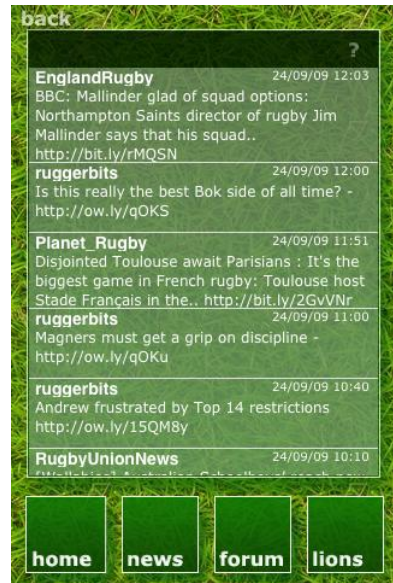 back
?
EnglandRugby 24/09/09 12:03
BBC: Mallinder glad of squad options:
Northampton Saints director of rugby Jim
Mallinder says that his squad..
http://bit.ly/rMQSN
ruggerbits 24/09/09 12:00
Is this really the best Bok side of all time? -
http://ow.ly/qOKS
Planet_Rugby 24/09/09 11:51
Disjointed Toulouse await Parisians : It's the
biggest game in French rugby: Toulouse host
Stade Français in the.. http://bit.ly/2GvVNr
ruggerbits 24/09/09 11:00
Magners must get a grip on discipline -
http://ow.ly/qOKu
ruggerbits 24/09/09 10:40
Andrew frustrated by Top 14 restrictions
http://ow.ly/15QM8y
RugbyUnionNews 24/09/09 10:10
[Wallabies] Australian Schoolboys' reach new
home news forum lions